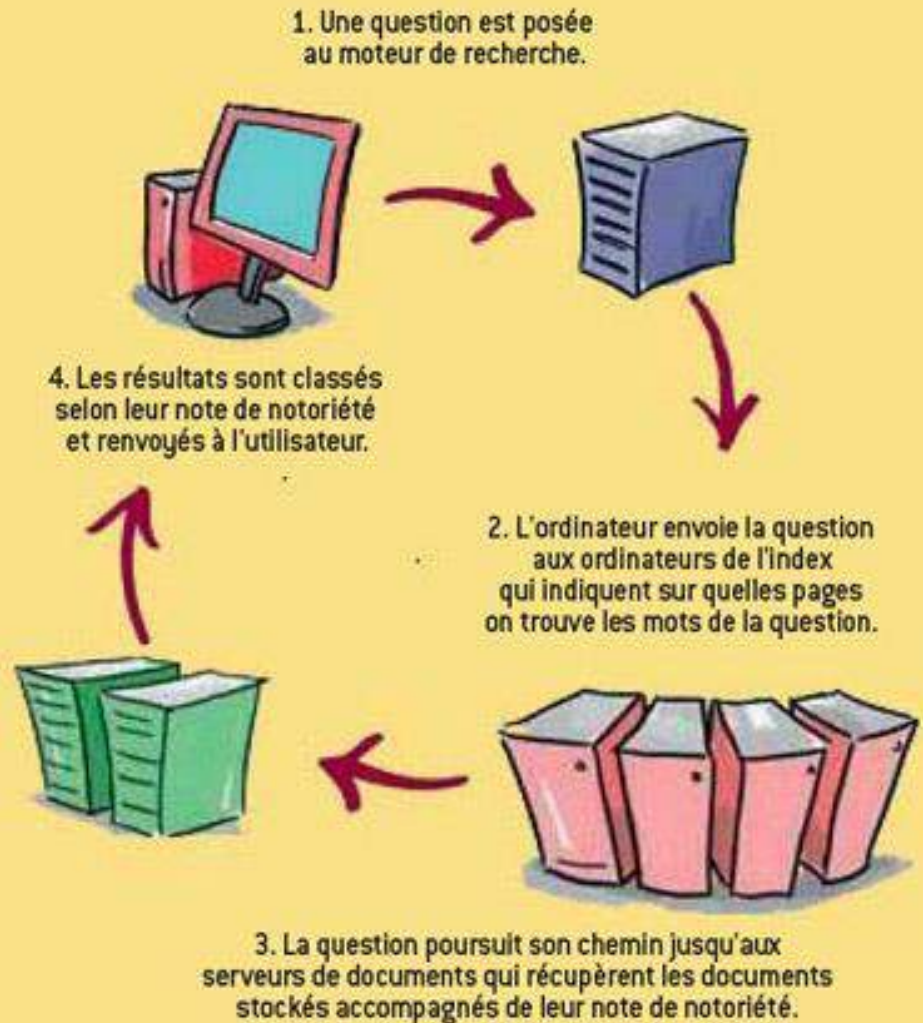 1. Une question est posée
au moteur de recherche.
4. Les résultats sont classés
selon leur note de notoriété
et renvoyés à l'utilisateur.
2. L'ordinateur envoie la question
aux ordinateurs de l'index
qui indiquent sur quelles pages
on trouve les mots de la question.
3. La question poursuit son chemin jusqu'aux
serveurs de documents qui récupèrent les documents
stockés accompagnés de leur note de notoriété.